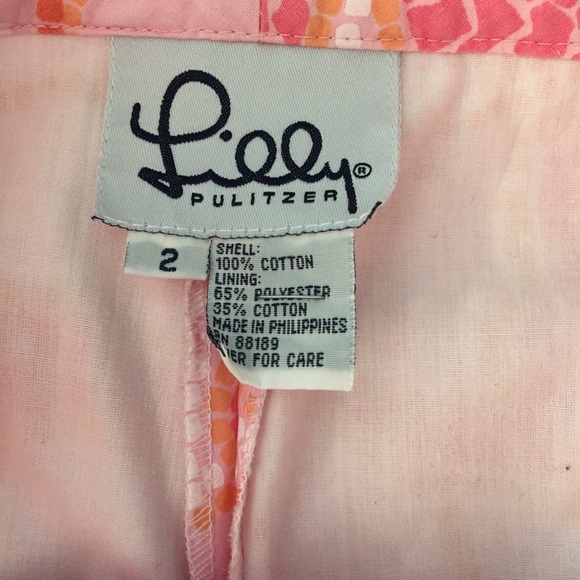 Lilly®
PULITZER
2
SHELL:
100% COTTON
LINING:
65% POLYESTER
35% COTTON
MADE IN PHILIPPINES
88189
FOR CARE